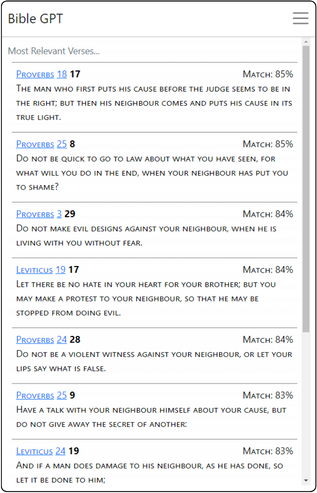 Bible GPT
Most Relevant Verses...
Proverbs 18 17 Match: 85%
The man who first puts his cause before the judge seems to be in
the right; but then his neighbour comes and puts his cause in its
true light.
Proverbs 25 8 Match: 85%
Do not be quick to go to law about what you have seen, for
what will you do in the end, when your neighbour has put you
to shame?
Proverbs 3 29 Match: 84%
Do not make evil designs against your neighbour, when he is
living with you without fear.
Leviticus 19 17 Match: 84%
Let there be no hate in your heart for your brother; but you
may make a protest to your neighbour, so that he may be
stopped from doing evil.
Proverbs 24 28 Match: 84%
Do not be a violent witness against your neighbour, or let your
lips say what is false.
Proverbs 25 9 Match: 83%
Have a talk with your neighbour himself about your cause, but
do not give away the secret of another:
Leviticus 24 19 Match: 83%
And if a man does damage to his neighbour, as he has done, so
let it be done to him;